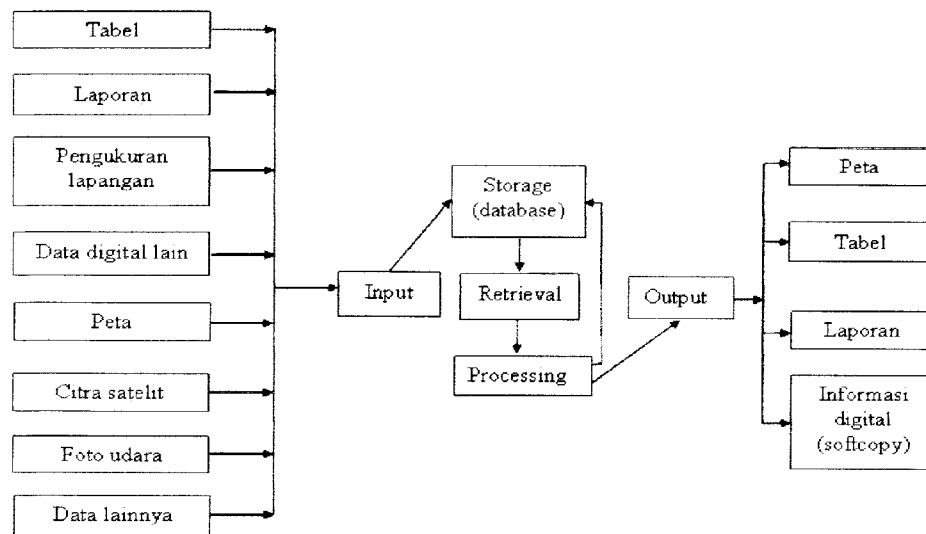 Tabel
Laporan
Pengukuran
lapangan
Data digital lain
Peta
Citra satelit
Foto udara
Data lainnya
Input
Storage
(database)
Retrieval
Processing
Output
Peta
Tabel
Laporan
Informasi
digital
(softcopy)